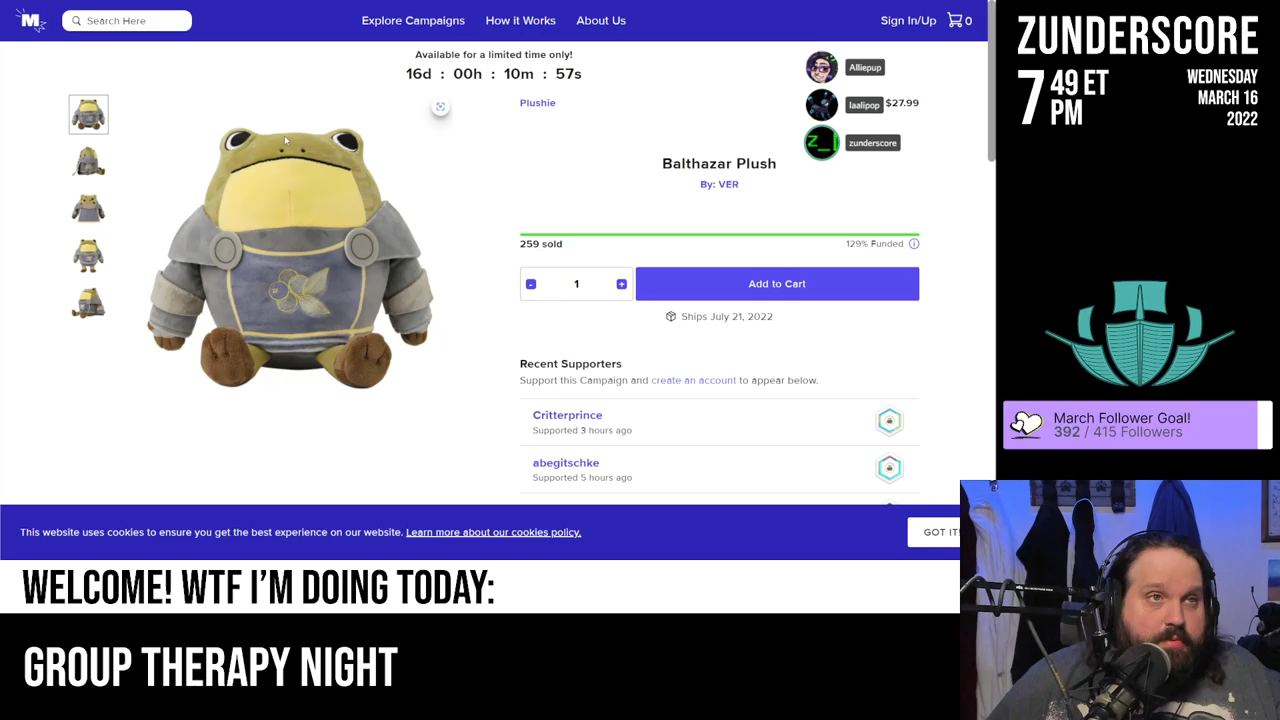 M
Search Here
Explore Campaigns
How it Works
About Us
Sign In/Up
0
Available for a limited time only!
16d : 00h : 10m : 57s
Plushie
Alliepup
laalipop
$27.99
z_|
zunderscore
Balthazar Plush
By: VER
259 sold
129% Funded
- 1 +
Add to Cart
Ships July 21, 2022
Recent Supporters
Support this Campaign and create an account to appear below.
Critterprince
Supported 3 hours ago
abegitschke
Supported 5 hours ago
This website uses cookies to ensure you get the best experience on our website. Learn more about our cookies policy.
GOT IT!
WELCOME! WTF I'M DOING TODAY:
GROUP THERAPY NIGHT
ZUNDERSCORE
7 49 ET
PM
WEDNESDAY
MARCH 16
2022
March Follower Goal!
392 / 415 Followers